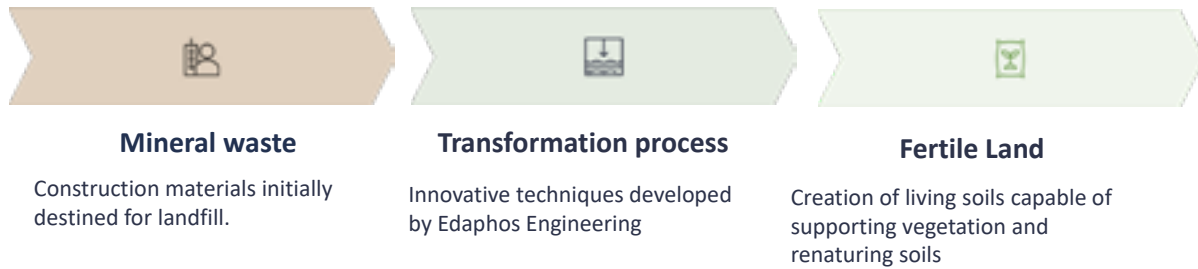 Mineral waste
Construction materials initially
destined for landfill.
Transformation process
Innovative techniques developed
by Edaphos Engineering
Fertile Land
Creation of living soils capable of
supporting vegetation and
renaturing soils